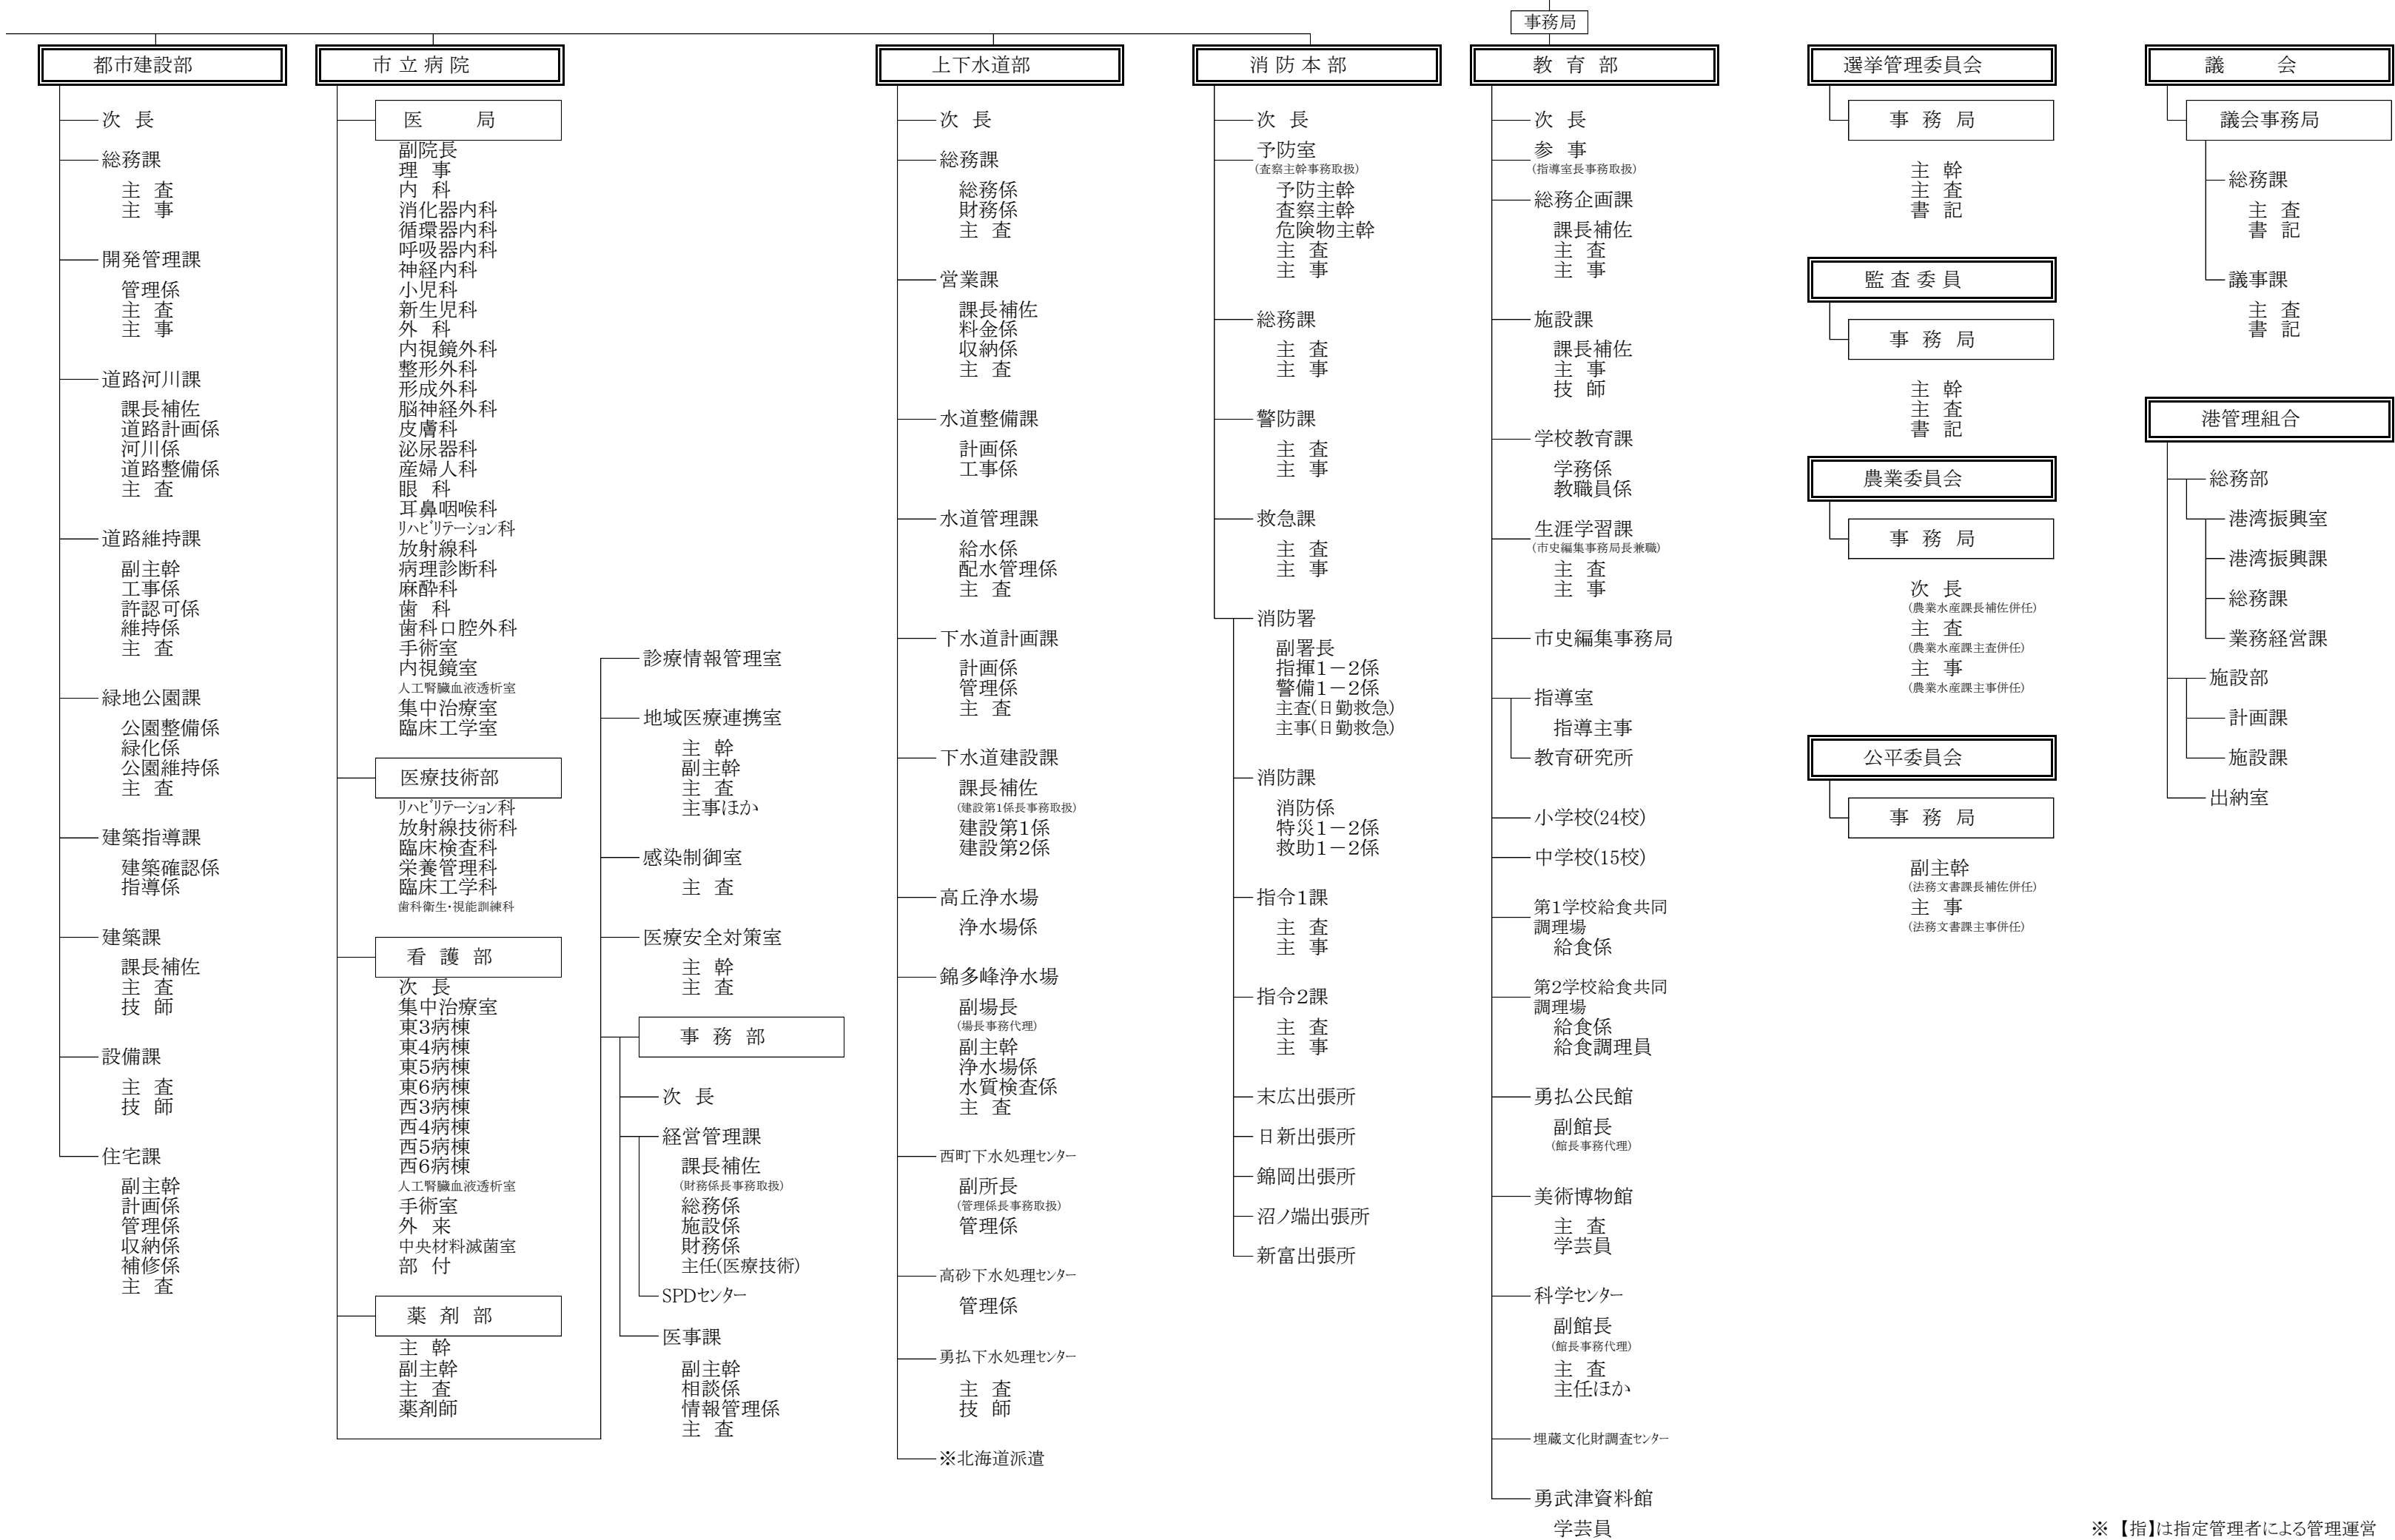 事務局
都市建設部
次 長
総務課
主 査
主 事
開発管理課
管理係
主 査
主 事
道路河川課
課長補佐
道路計画係
河川係
道路整備係
主 査
道路維持課
副主幹
工事係
許認可係
維持係
主 査
緑地公園課
公園整備係
緑化係
公園維持係
主 査
建築指導課
建築確認係
指導係
建築課
課長補佐
主 査
技 師
設備課
主 査
技 師
住宅課
副主幹
計画係
管理係
収納係
補修係
主 査
市 立 病 院
医 局
副院長
理 事
内 科
消化器内科
循環器内科
呼吸器内科
神経内科
小児科
新生児科
外 科
内視鏡外科
整形外科
形成外科
脳神経外科
皮膚科
泌尿器科
産婦人科
眼 科
耳鼻咽喉科
ﾘﾊﾋﾞﾘﾃｰｼｮﾝ科
放射線科
病理診断科
麻酔科
歯 科
歯科口腔外科
手術室
内視鏡室
人工腎臓血液透析室
集中治療室
臨床工学室
医療技術部
ﾘﾊﾋﾞﾘﾃｰｼｮﾝ科
放射線技術科
臨床検査科
栄養管理科
臨床工学科
歯科衛生・視能訓練科
看 護 部
次 長
集中治療室
東3病棟
東4病棟
東5病棟
東6病棟
西3病棟
西4病棟
西5病棟
西6病棟
人工腎臓血液透析室
手術室
外 来
中央材料滅菌室
部 付
薬 剤 部
主 幹
副主幹
主 査
薬剤師
診療情報管理室
地域医療連携室
主 幹
副主幹
主 査
主事ほか
感染制御室
主 査
医療安全対策室
主 幹
主 査
事 務 部
次 長
経営管理課
課長補佐
(財務係長事務取扱)
総務係
施設係
財務係
主任(医療技術)
SPDｾﾝﾀｰ
医事課
副主幹
相談係
情報管理係
主 査
上下水道部
次 長
総務課
総務係
財務係
主 査
営業課
課長補佐
料金係
収納係
主 査
水道整備課
計画係
工事係
水道管理課
給水係
配水管理係
主 査
下水道計画課
計画係
管理係
主 査
下水道建設課
課長補佐
(建設第1係長事務取扱)
建設第1係
建設第2係
高丘浄水場
浄水場係
錦多峰浄水場
副場長
(場長事務代理)
副主幹
浄水場係
水質検査係
主 査
西町下水処理ｾﾝﾀｰ
副所長
(管理係長事務取扱)
管理係
高砂下水処理ｾﾝﾀｰ
管理係
勇払下水処理ｾﾝﾀｰ
主 査
技 師
※北海道派遣
消 防 本 部
次 長
予防室
(査察主幹事務取扱)
予防主幹
査察主幹
危険物主幹
主 査
主 事
総務課
主 査
主 事
警防課
主 査
主 事
救急課
主 査
主 事
消防署
副署長
指揮1－2係
警備1－2係
主査(日勤救急)
主事(日勤救急)
消防課
消防係
特災1－2係
救助1－2係
指令1課
主 査
主 事
指令2課
主 査
主 事
末広出張所
日新出張所
錦岡出張所
沼ノ端出張所
新富出張所
教 育 部
次 長
参 事
(指導室長事務取扱)
総務企画課
課長補佐
主 査
主 事
施設課
課長補佐
主 事
技 師
学校教育課
学務係
教職員係
生涯学習課
(市史編集事務局長兼職)
主 査
主 事
市史編集事務局
指導室
指導主事
教育研究所
小学校(24校)
中学校(15校)
第1学校給食共同
調理場
給食係
第2学校給食共同
調理場
給食係
給食調理員
勇払公民館
副館長
(館長事務代理)
美術博物館
主 査
学芸員
科学ｾﾝﾀｰ
副館長
(館長事務代理)
主 査
主任ほか
埋蔵文化財調査ｾﾝﾀｰ
勇武津資料館
学芸員
選挙管理委員会
事 務 局
主 幹
主 査
書 記
監 査 委 員
事 務 局
主 幹
主 査
書 記
農業委員会
事 務 局
次 長
(農業水産課長補佐併任)
主 査
(農業水産課主査併任)
主 事
(農業水産課主事併任)
公平委員会
事 務 局
副主幹
(法務文書課長補佐併任)
主 事
(法務文書課主事併任)
議 会
議会事務局
総務課
主 査
書 記
議事課
主 査
書 記
港管理組合
総務部
港湾振興室
港湾振興課
総務課
業務経営課
施設部
計画課
施設課
出納室
※【指】は指定管理者による管理運営